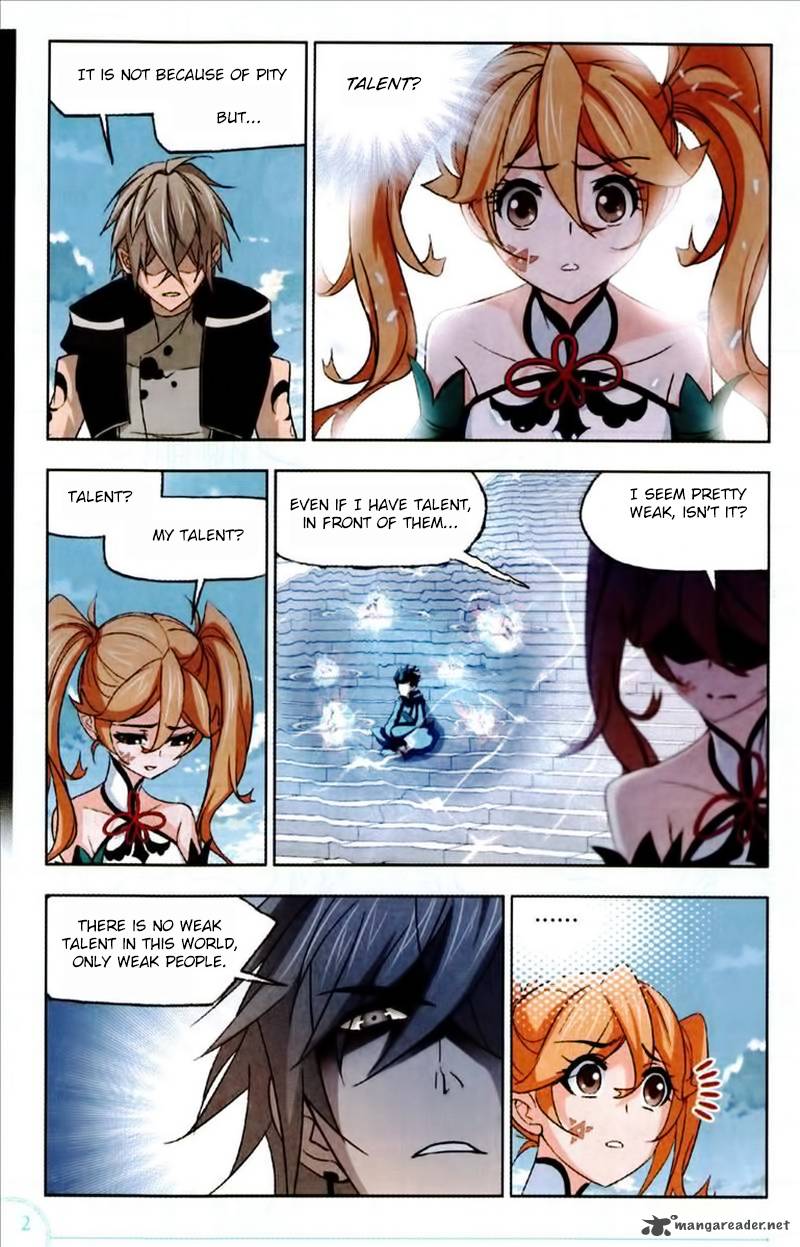 IT IS NOT BECAUSE OF PITY
BUT...
TALENT?
TALENT?
MY TALENT?
EVEN IF I HAVE TALENT,
IN FRONT OF THEM...
I SEEM PRETTY
WEAK, ISN'T IT?
THERE IS NO WEAK
TALENT IN THIS WORLD,
ONLY WEAK PEOPLE.
......
2
mangareader.net